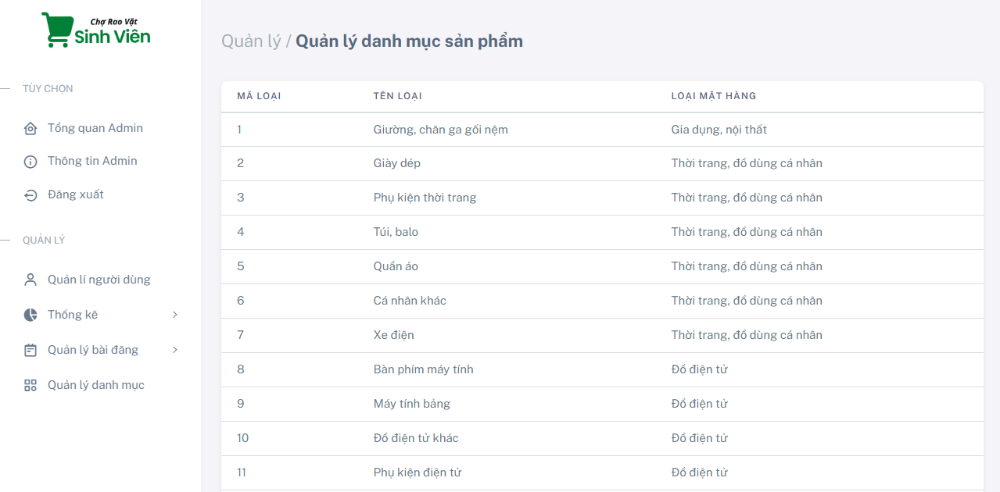 Chợ Rao Vặt
Sinh Viên
TÙY CHỌN
Tổng quan Admin
Thông tin Admin
Đăng xuất
QUẢN LÝ
Quản lí người dùng
Thống kê
Quản lý bài đăng
Quản lý danh mục
Quản lý / Quản lý danh mục sản phẩm
MÃ LOẠI TÊN LOẠI LOẠI MẶT HÀNG
1 Giường, chăn ga gối nệm Gia dụng, nội thất
2 Giày dép Thời trang, đồ dùng cá nhân
3 Phụ kiện thời trang Thời trang, đồ dùng cá nhân
4 Túi, balo Thời trang, đồ dùng cá nhân
5 Quần áo Thời trang, đồ dùng cá nhân
6 Cá nhân khác Thời trang, đồ dùng cá nhân
7 Xe điện Thời trang, đồ dùng cá nhân
8 Bàn phím máy tính Đồ điện tử
9 Máy tính bảng Đồ điện tử
10 Đồ điện tử khác Đồ điện tử
11 Phụ kiện điện tử Đồ điện tử